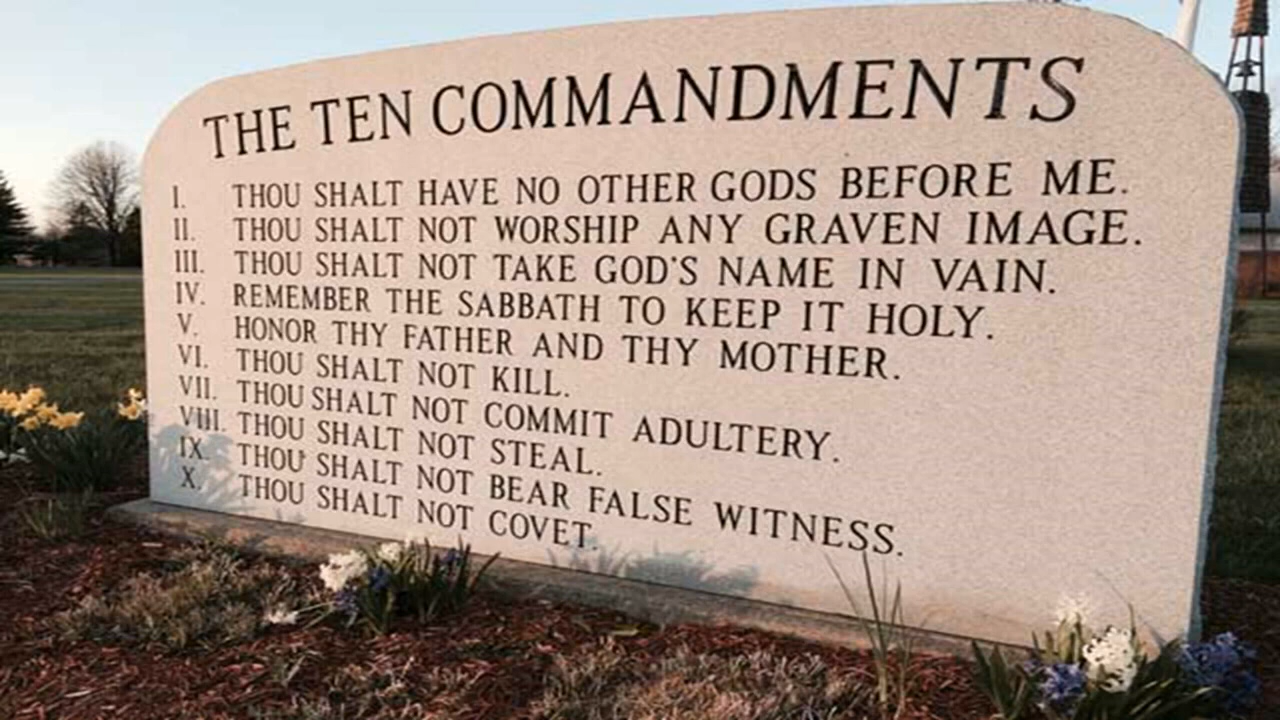 THE TEN COMMANDMENTS
I. THOU SHALT HAVE NO OTHER GODS BEFORE ME.
II. THOU SHALT NOT WORSHIP ANY GRAVEN IMAGE.
III. THOU SHALT NOT TAKE GOD'S NAME IN VAIN.
IV. REMEMBER THE SABBATH TO KEEP IT HOLY.
V. HONOR THY FATHER AND THY MOTHER.
VI. THOU SHALT NOT KILL.
VII. THOU SHALT NOT COMMIT ADULTERY.
VIII. THOU SHALT NOT STEAL.
IX. THOU SHALT NOT BEAR FALSE WITNESS.
X. THOU SHALT NOT COVET.